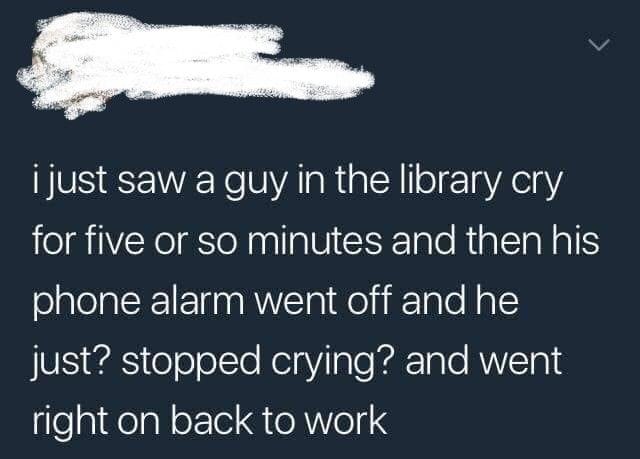 i just saw a guy in the library cry
for five or so minutes and then his
phone alarm went off and he
just? stopped crying? and went
right on back to work